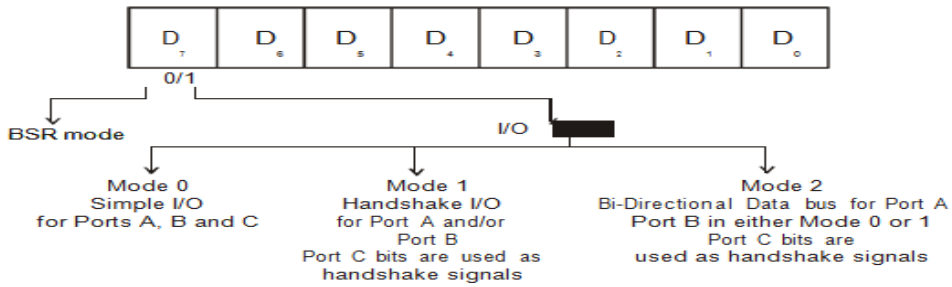 D7 D6 D5 D4 D3 D2 D1 D0
0/1
BSR mode
I/O
Mode 0
Simple I/O
for Ports A, B and C
Mode 1
Handshake I/O
for Port A and/or
Port B
Port C bits are used as
handshake signals
Mode 2
Bi-Directional Data bus for Port A
Port B in either Mode 0 or 1
Port C bits are
used as handshake signals